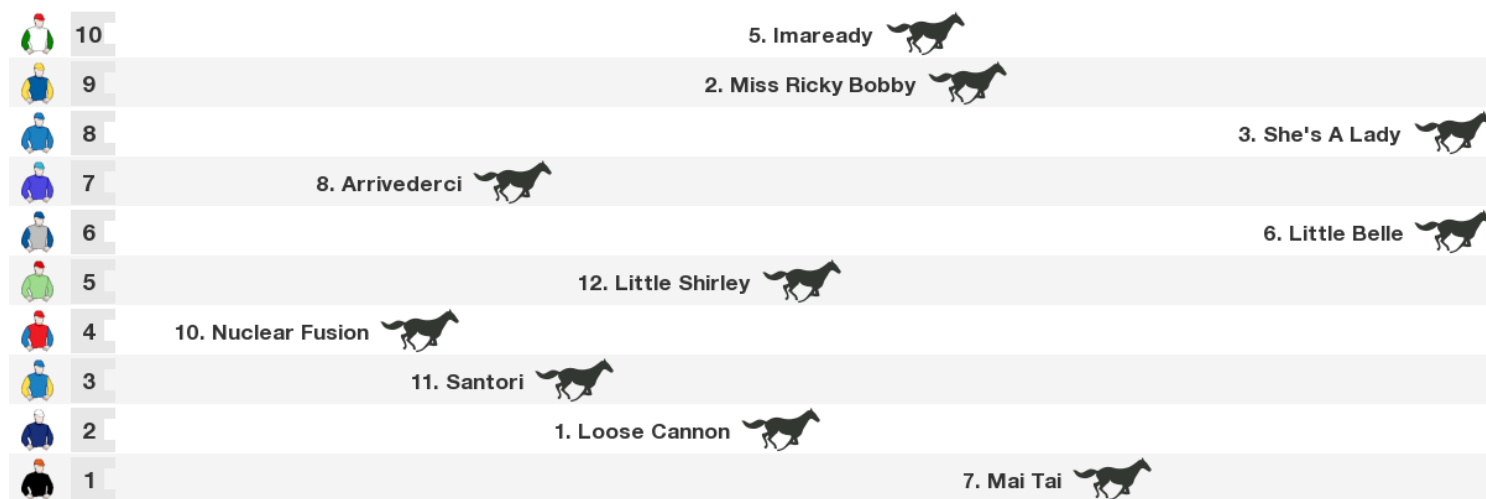 10 5. Imaready
9 2. Miss Ricky Bobby
8 3. She's A Lady
7 8. Arrivederci
6 6. Little Belle
5 12. Little Shirley
4 10. Nuclear Fusion
3 11. Santori
2 1. Loose Cannon
1 7. Mai Tai